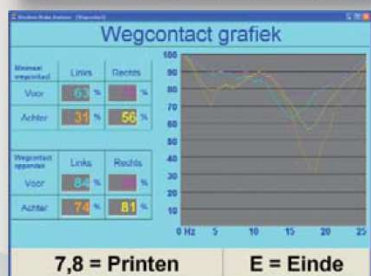 Wegcontact grafiek
Minimaal wegcontact
Links Rechts
Voor 63 % %
Achter 31 % 56 %
Wegcontact
Links Rechts
Voor 84 % %
Achter 74 % 81 %
100
90
80
70
60
50
40
30
20
10
0 Hz 5 10 15 20 25
7,8 = Printen E = Einde